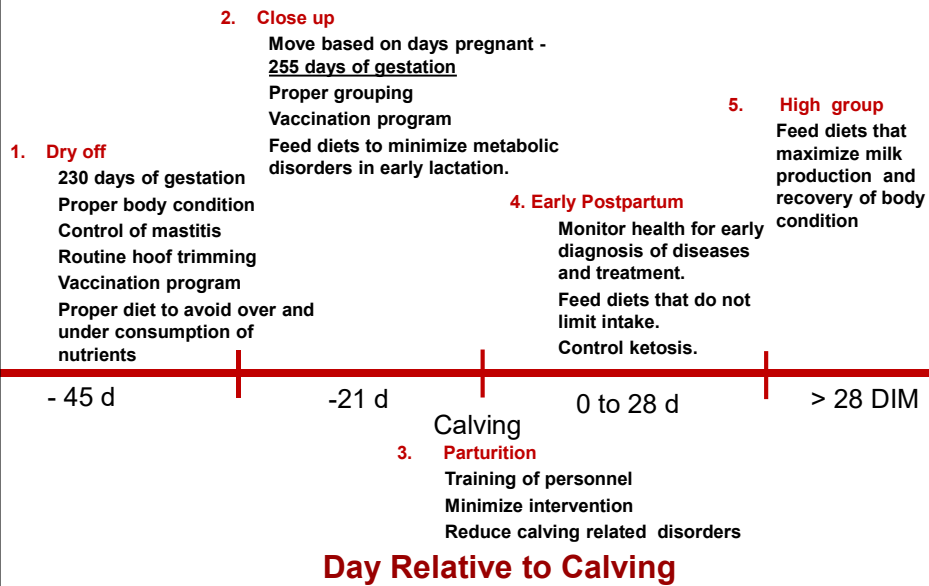 1. Dry off
230 days of gestation
Proper body condition
Control of mastitis
Routine hoof trimming
Vaccination program
Proper diet to avoid over and
under consumption of
nutrients
2. Close up
Move based on days pregnant -
255 days of gestation
Proper grouping
Vaccination program
Feed diets to minimize metabolic
disorders in early lactation.
4. Early Postpartum
Monitor health for early
diagnosis of diseases
and treatment.
Feed diets that do not
limit intake.
Control ketosis.
5. High group
Feed diets that
maximize milk
production and
recovery of body
condition
- 45 d
-21 d
Calving
0 to 28 d
> 28 DIM
3. Parturition
Training of personnel
Minimize intervention
Reduce calving related disorders
Day Relative to Calving